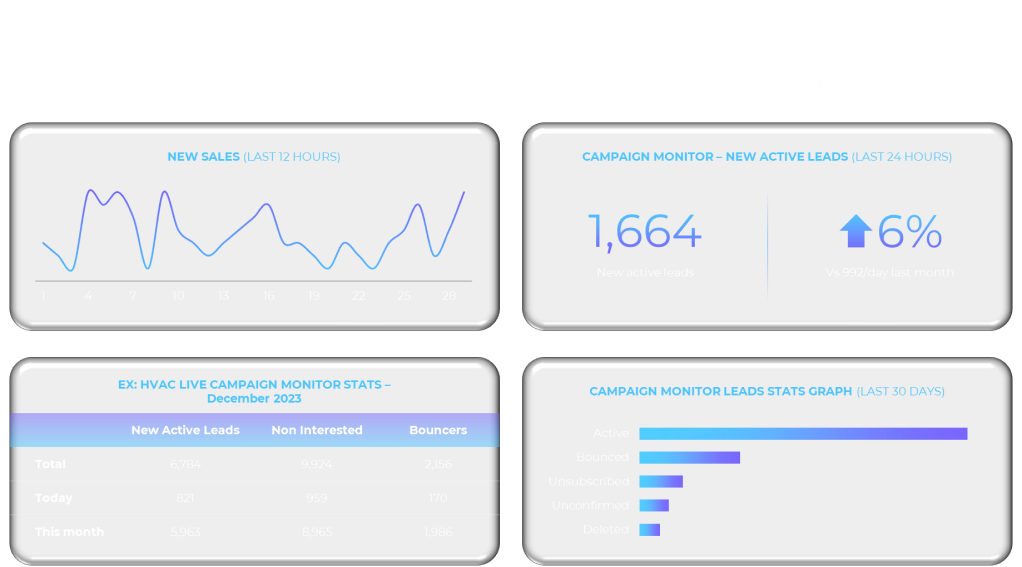 NEW SALES (LAST 12 HOURS)
1 4 7 10 13 16 19 22 25 28
CAMPAIGN MONITOR – NEW ACTIVE LEADS (LAST 24 HOURS)
1,664
New active leads
6%
Vs 992/day last month
EX: HVAC LIVE CAMPAIGN MONITOR STATS –
December 2023
New Active Leads Non Interested Bouncers
Total 6,784 9,924 2,156
Today 821 959 170
This month 5,963 8,965 1,986
CAMPAIGN MONITOR LEADS STATS GRAPH (LAST 30 DAYS)
Active
Bounced
Unsubscribed
Unconfirmed
Deleted